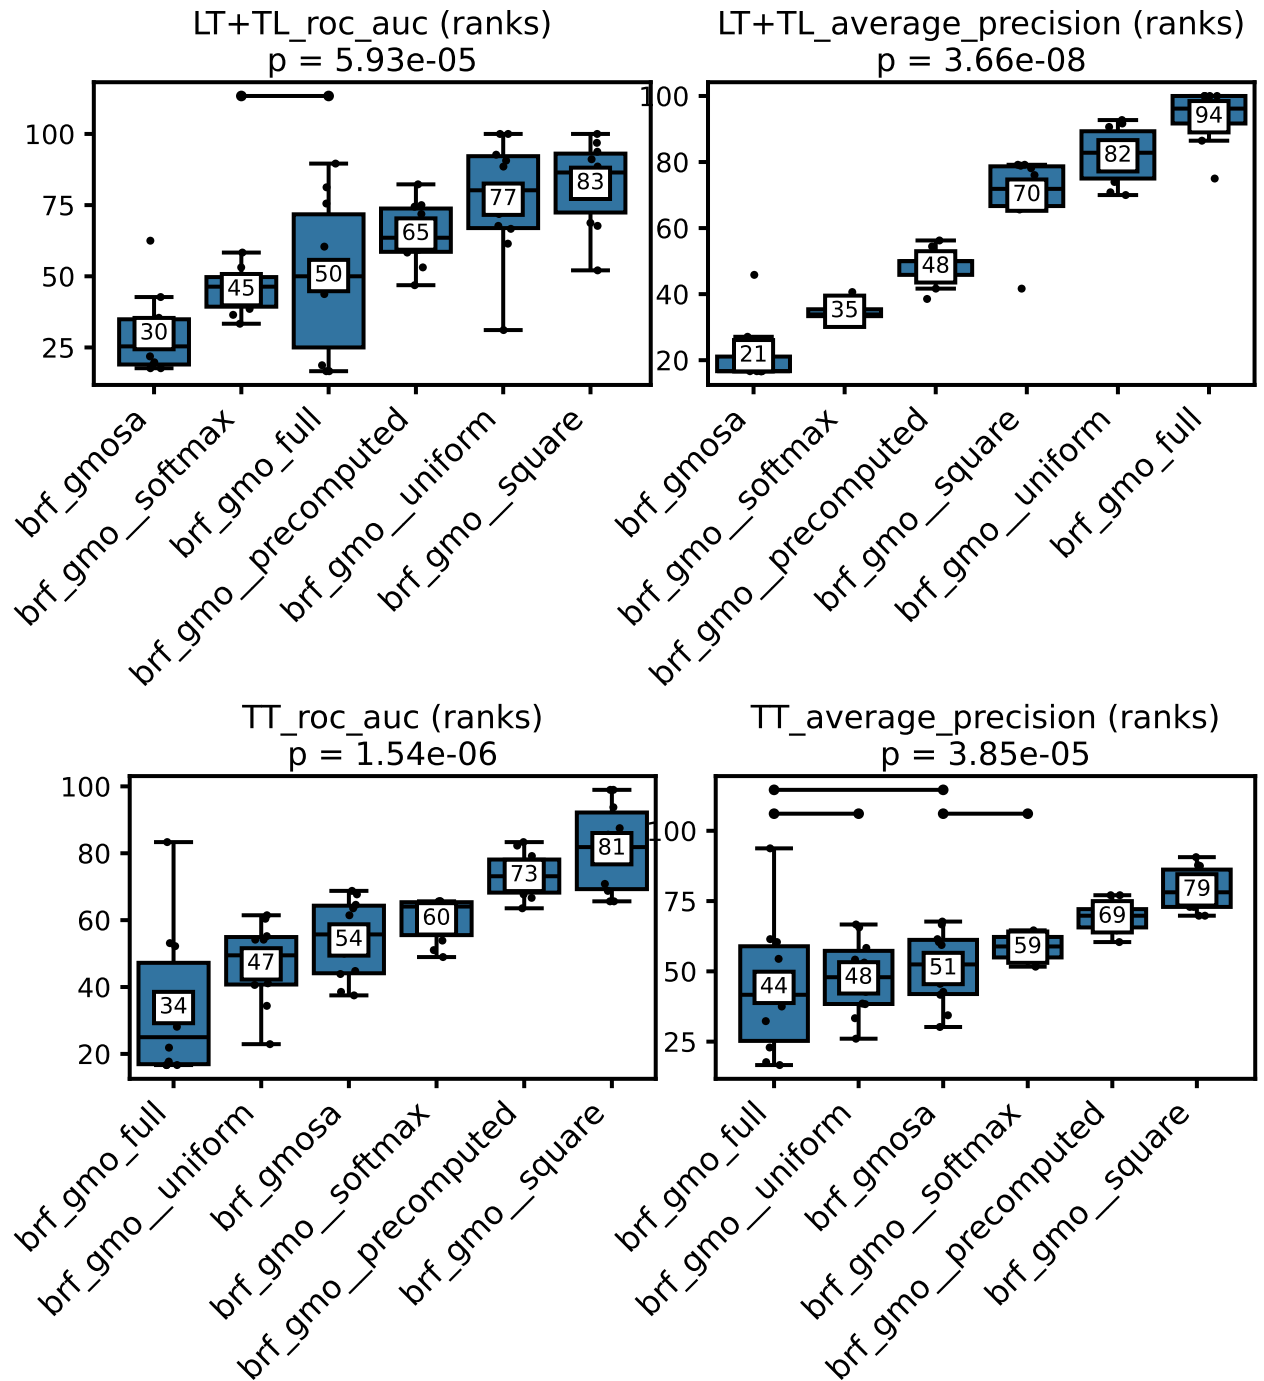 LT+TL_roc_auc (ranks)
p = 5.93e-05
100
75
50
25
30
45
50
65
77
83
brf_gmosa
brf_gmo__softmax
brf_gmo_full
brf_gmo__precomputed
brf_gmo__uniform
brf_gmo__square
LT+TL_average_precision (ranks)
p = 3.66e-08
100
80
60
40
20
21
35
48
70
82
94
brf_gmosa
brf_gmo__softmax
brf_gmo__precomputed
brf_gmo__square
brf_gmo__uniform
brf_gmo_full
TT_roc_auc (ranks)
p = 1.54e-06
100
80
60
40
20
34
47
54
60
73
81
brf_gmo_full
brf_gmo__uniform
brf_gmosa
brf_gmo__softmax
brf_gmo__precomputed
brf_gmo__square
TT_average_precision (ranks)
p = 3.85e-05
100
75
50
25
44
48
51
59
69
79
brf_gmo_full
brf_gmo__uniform
brf_gmosa
brf_gmo__softmax
brf_gmo__precomputed
brf_gmo__square